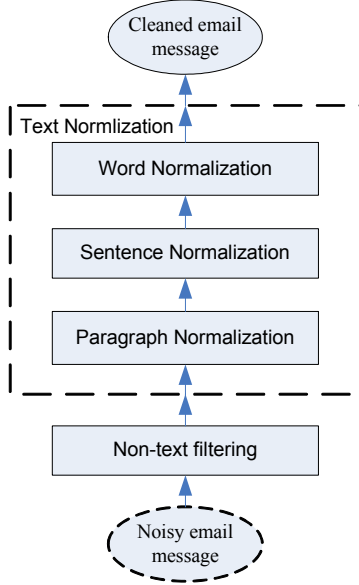 Cleaned email
message
Text Normlization
Word Normalization
Sentence Normalization
Paragraph Normalization
Non-text filtering
Noisy email
message